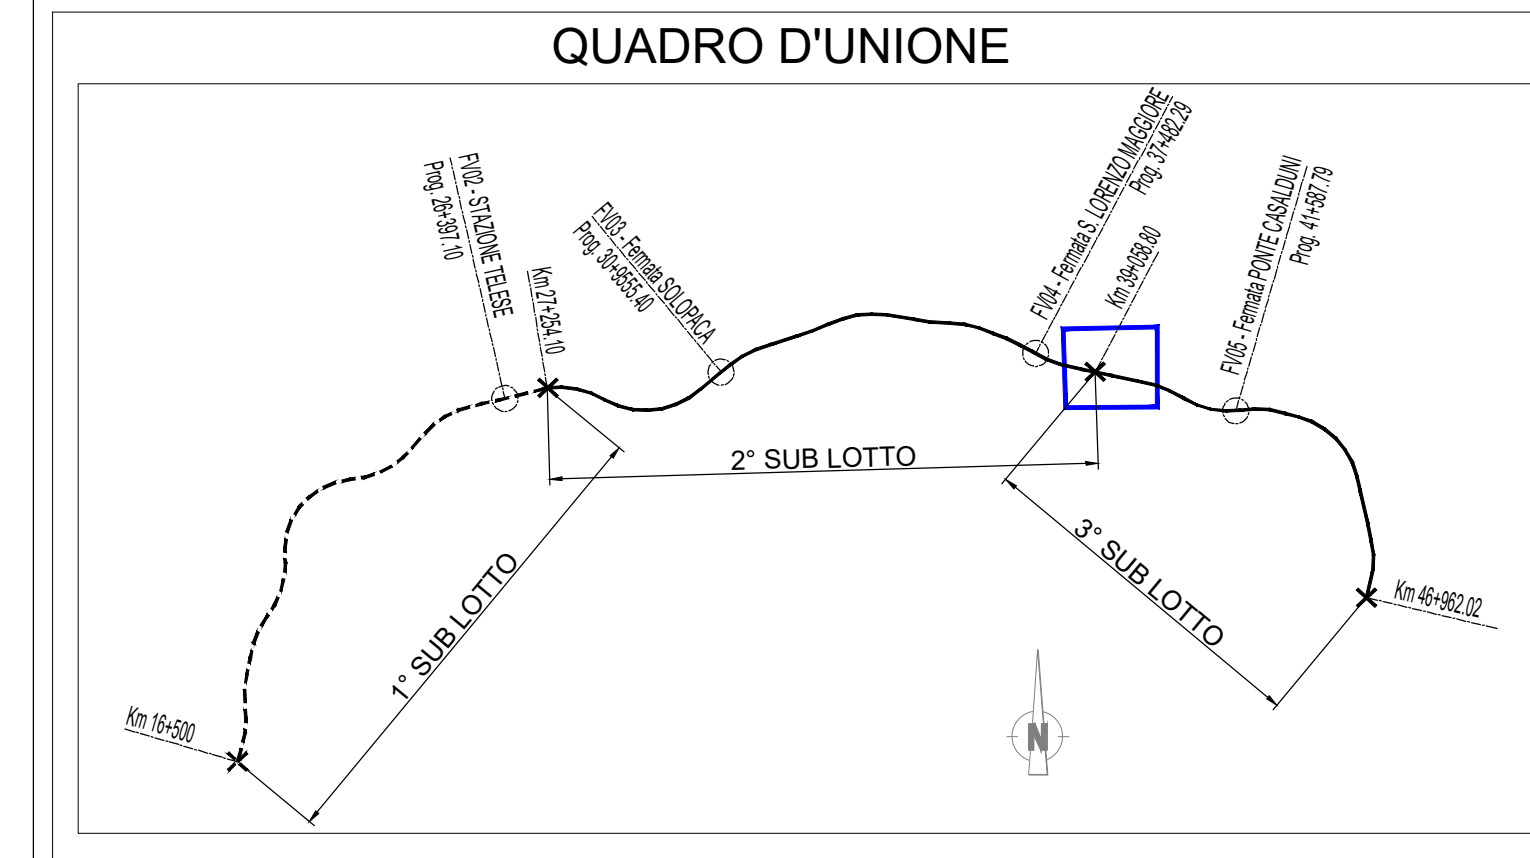 QUADRO D'UNIONE
FV02 - STAZIONE TELESE
Prog. 26+397.10
Km 27+254.10
FV03 - Fermata SOLOPACA
Prog. 30+9555.40
FV04 - Fermata S. LORENZO MAGGIORE
Prog. 37+482.29
Km 39+058.80
FV05 - Fermata PONTE CASALDUNI
Prog. 41+587.79
2° SUB LOTTO
1° SUB LOTTO
3° SUB LOTTO
Km 46+962.02
Km 16+500
N